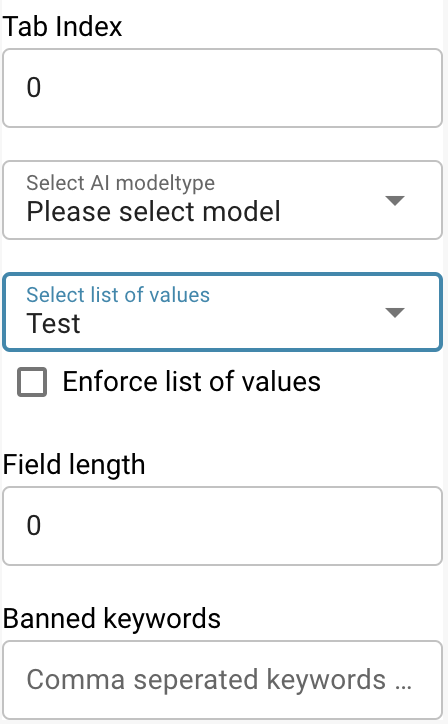 Tab Index
0
Select AI modeltype
Please select model
Select list of values
Test
Enforce list of values
Field length
0
Banned keywords
Comma seperated keywords ...